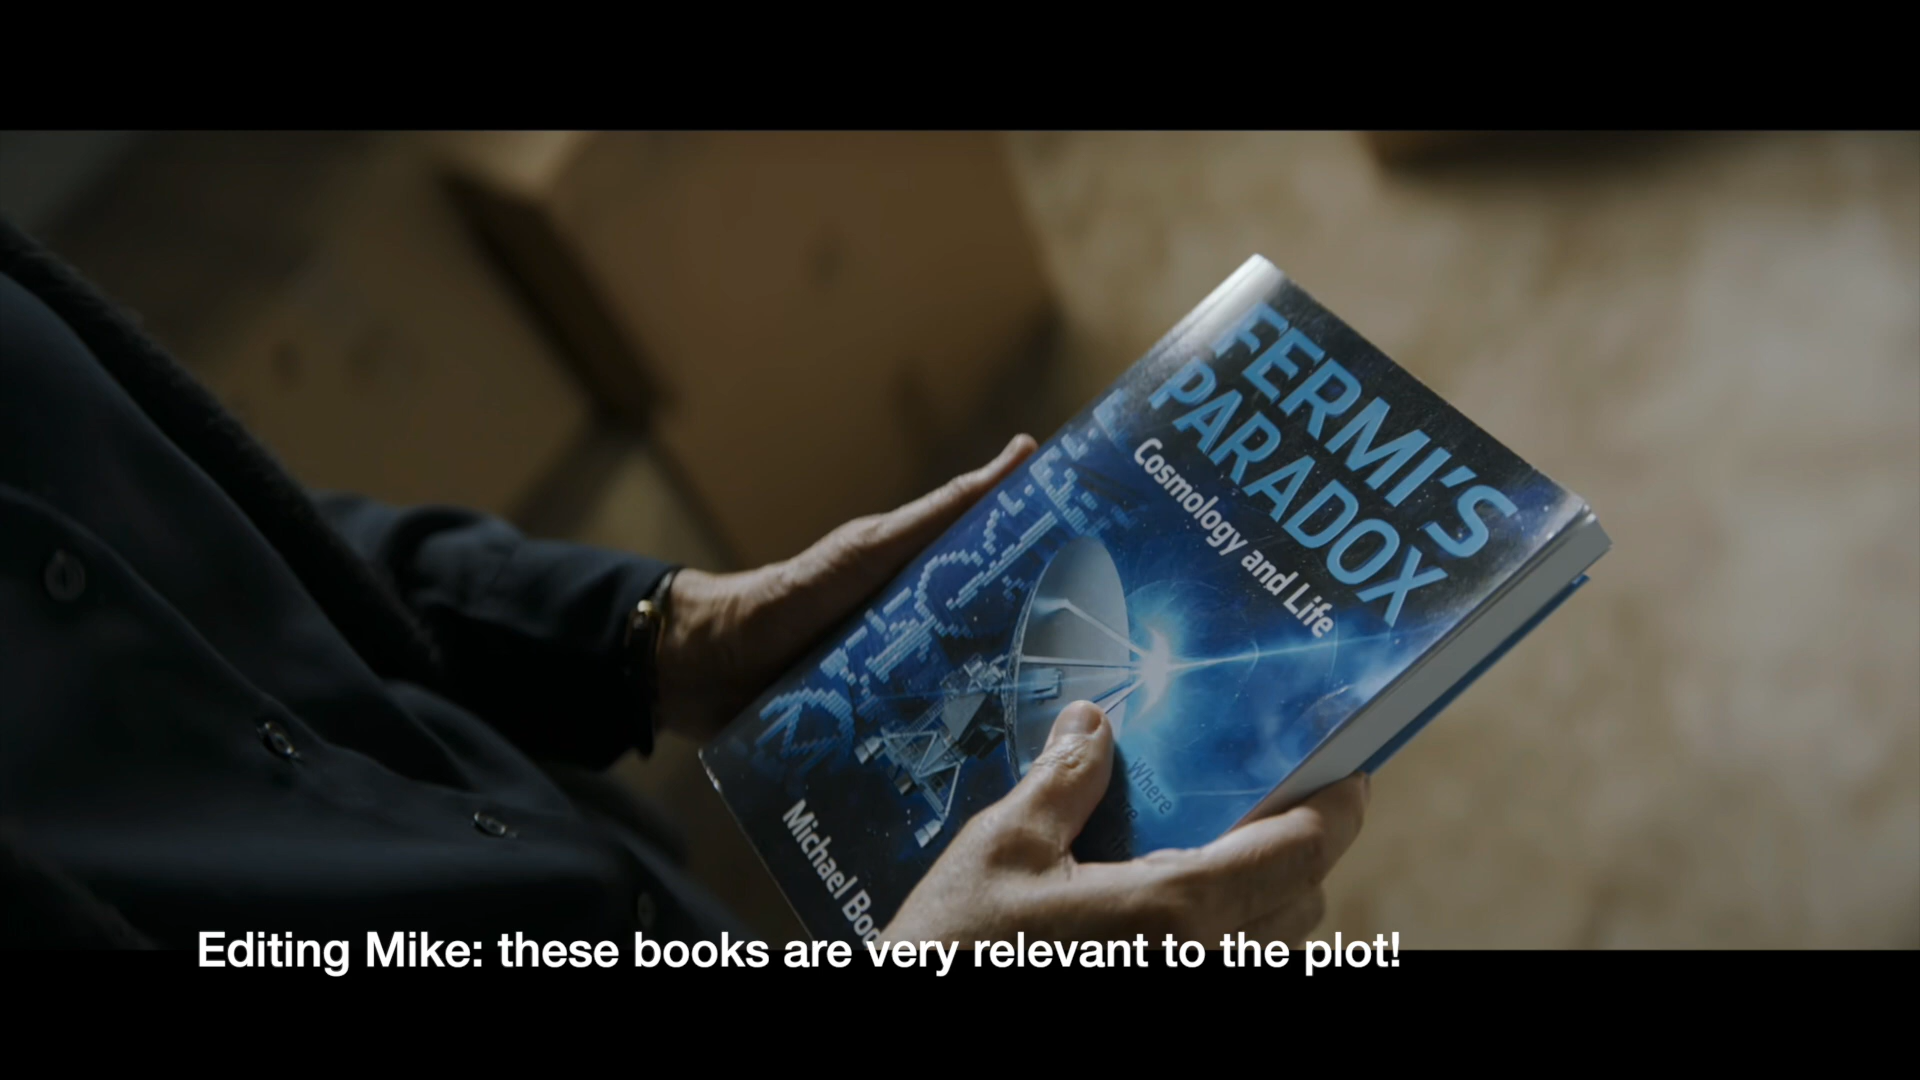 FERMI'S
PARADOX
Cosmology and Life
Where
Michael
Editing Mike: these books are very relevant to the plot!